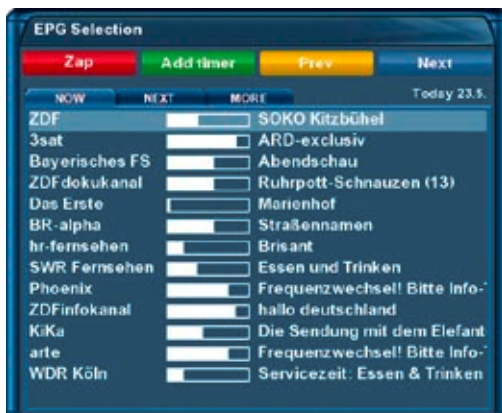 EPG Selection
Zap Add timer Prev Next
NOW NEXT MORE Today 23.5.
ZDF SOKO Kitzbühel
3sat ARD-exclusiv
Bayerisches FS Abendschau
ZDFdokukanal Ruhrpott-Schnauzen (13)
Das Erste Marienhof
BR-alpha Straßennamen
hr-fernsehen Brisant
SWR Fernsehen Essen und Trinken
Phoenix Frequenzwechsel! Bitte Info-
ZDFinfokanal hallo deutschland
KiKa Die Sendung mit dem Elefant
arte Frequenzwechsel! Bitte Info-
WDR Köln Servicezeit: Essen & Trinken